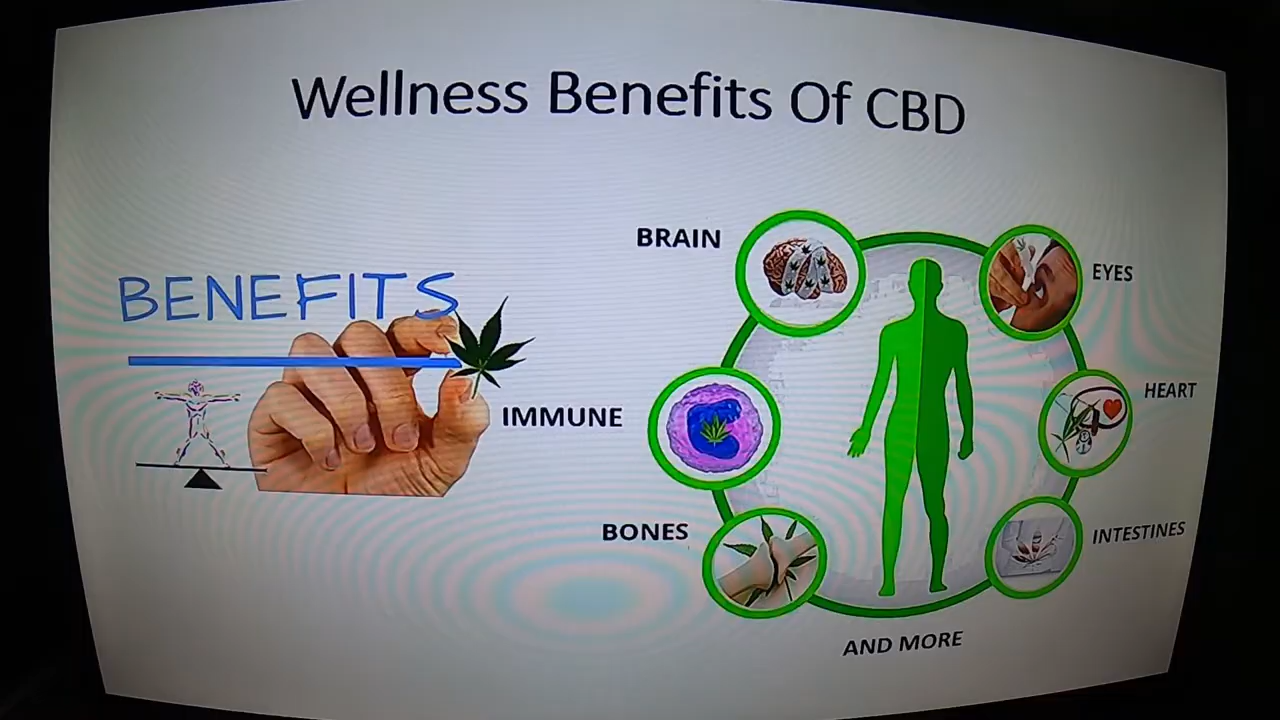 Wellness Benefits Of CBD
BENEFITS
BRAIN
EYES
IMMUNE
HEART
BONES
INTESTINES
AND MORE